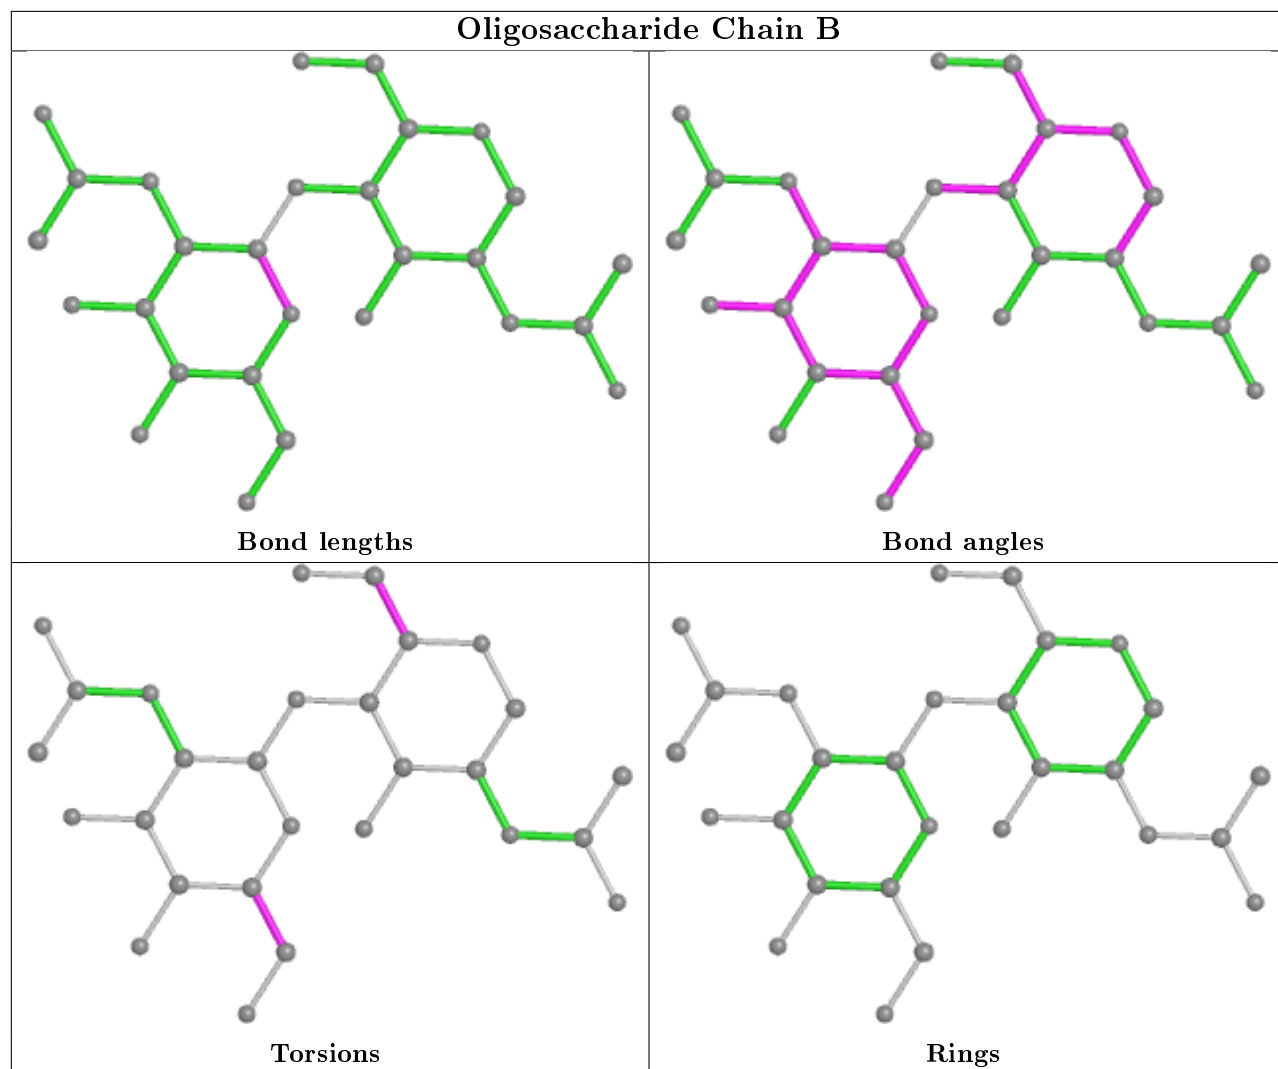 Oligosaccharide Chain B
Bond lengths
Bond angles
Torsions
Rings